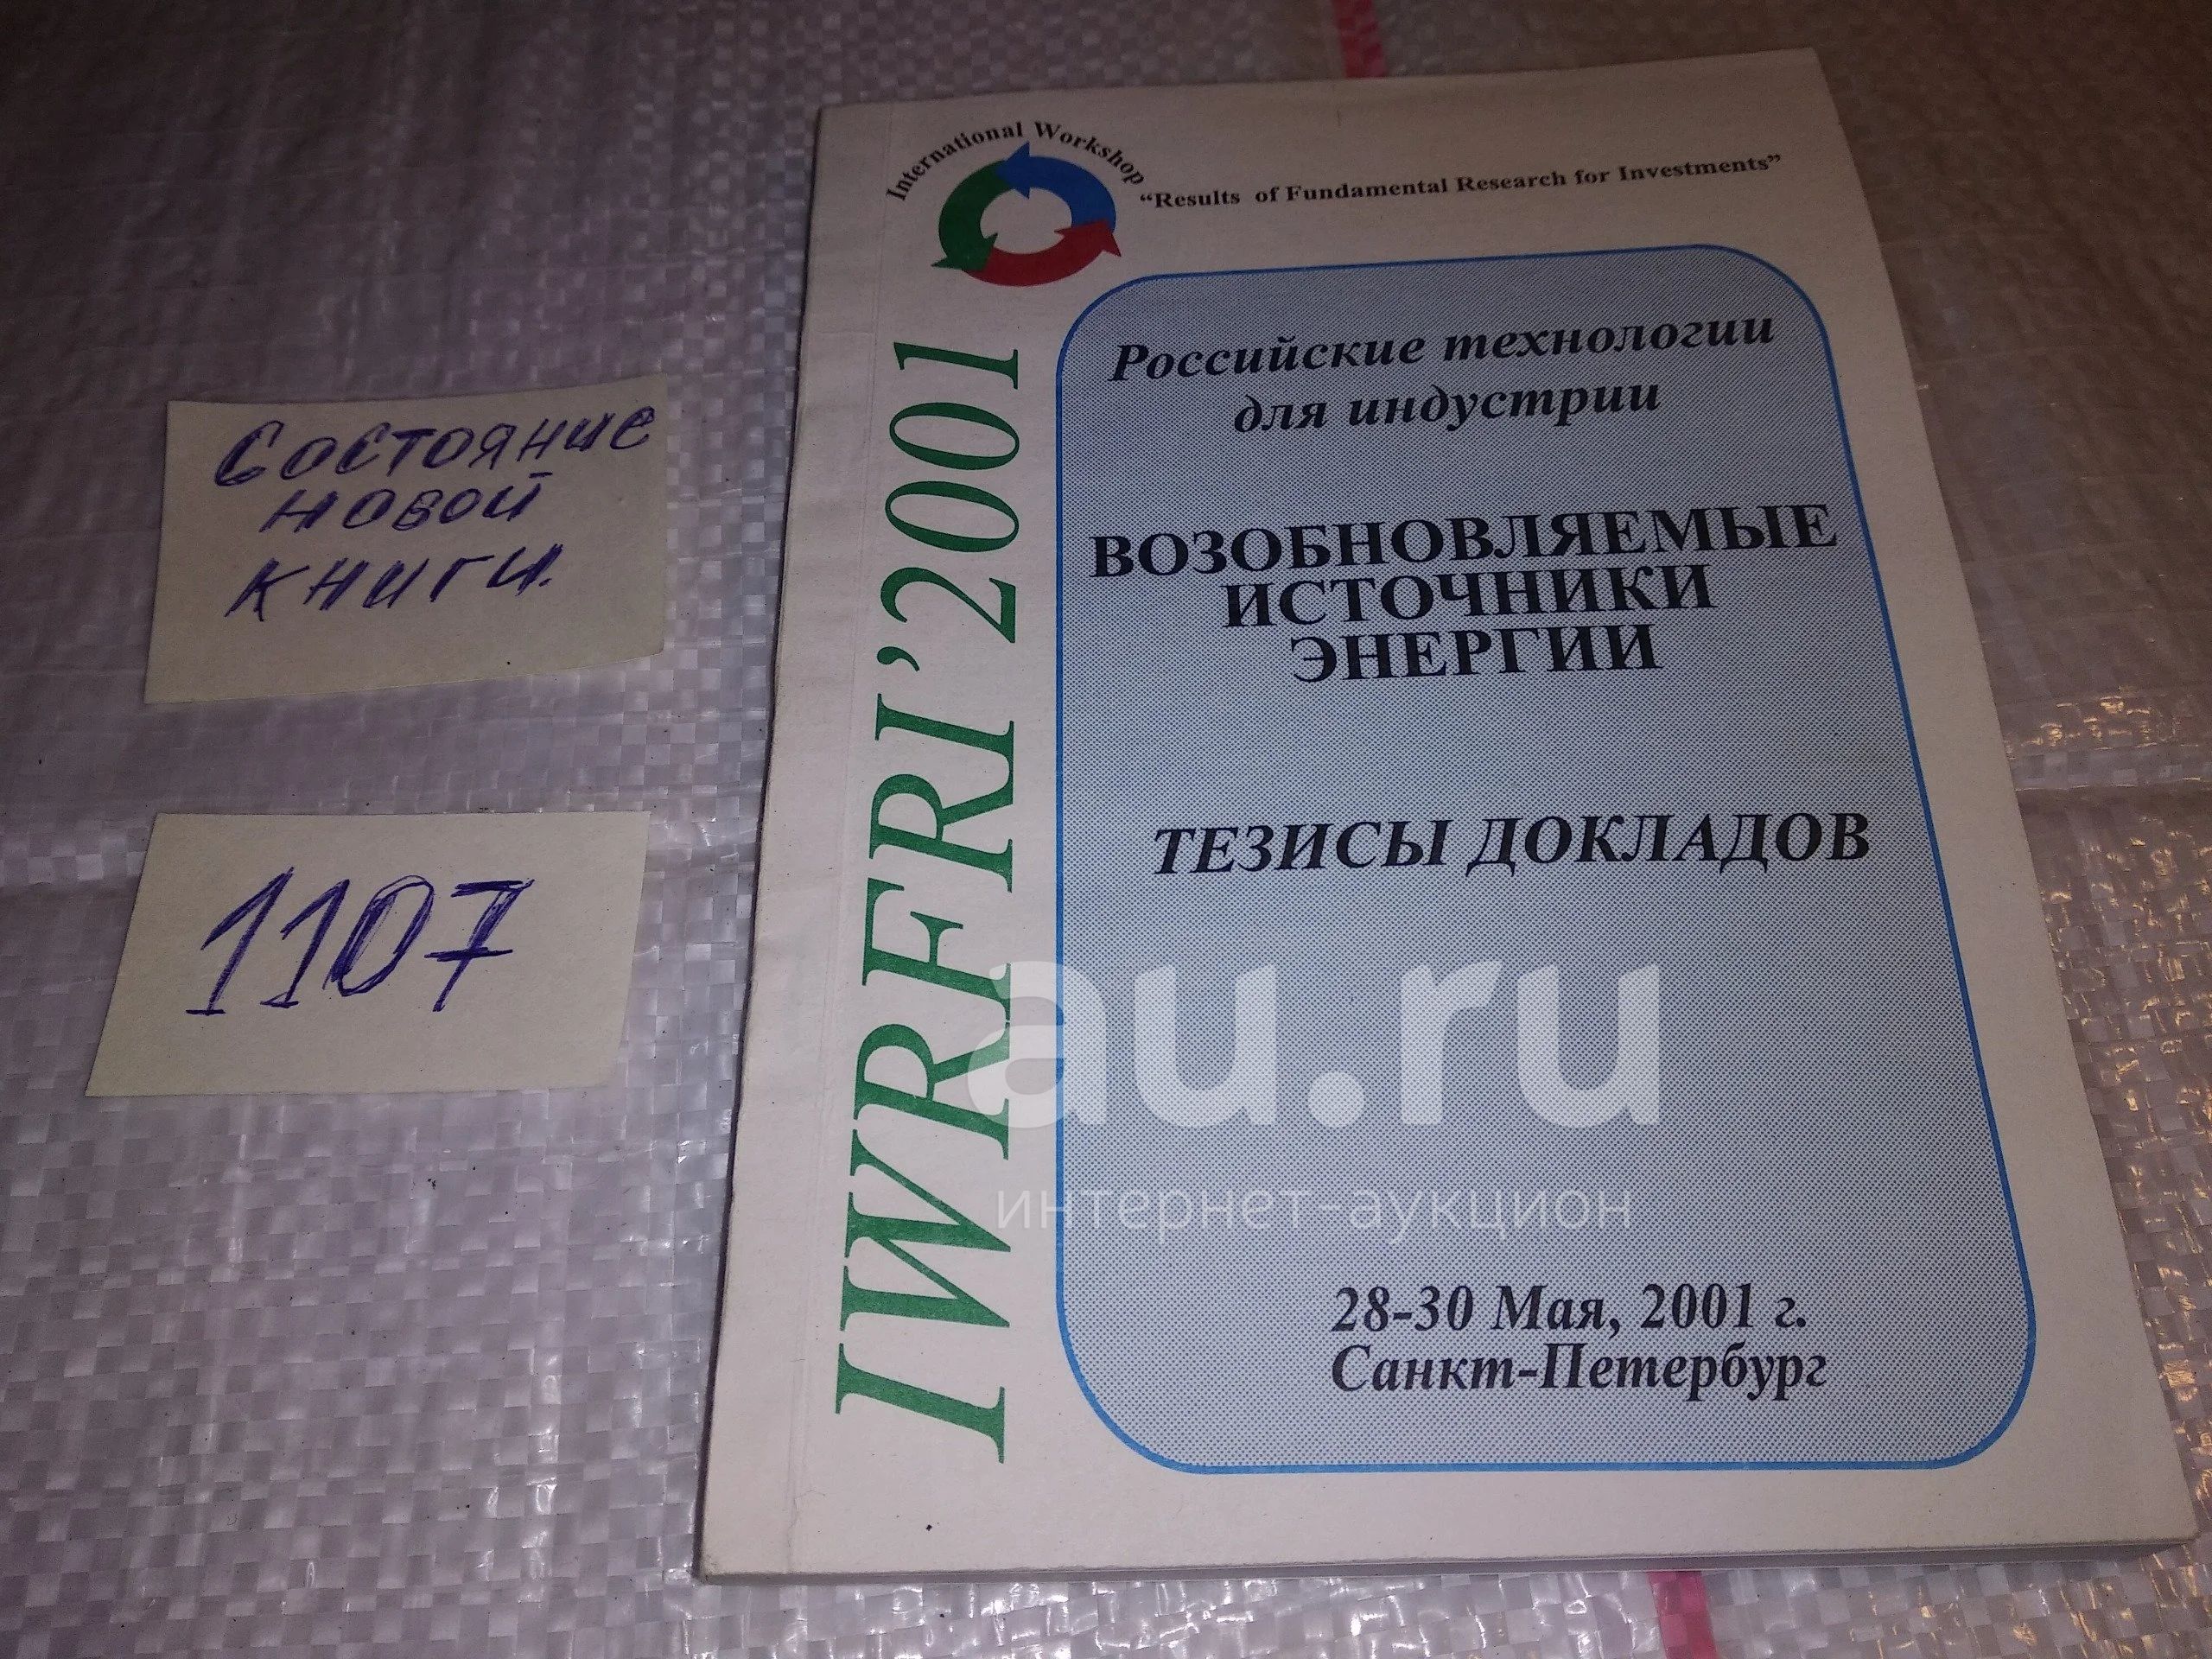 International Workshop
"Results of Fundamental Research for Investments"
IWRFRI'2001
Российские технологии
для индустрии
ВОЗОБНОВЛЯЕМЫЕ
ИСТОЧНИКИ
ЭНЕРГИИ
ТЕЗИСЫ ДОКЛАДОВ
28-30 Мая, 2001 г.
Санкт-Петербург
Состояние
новой
книги.
1107
au.ru
интернет-аукцион